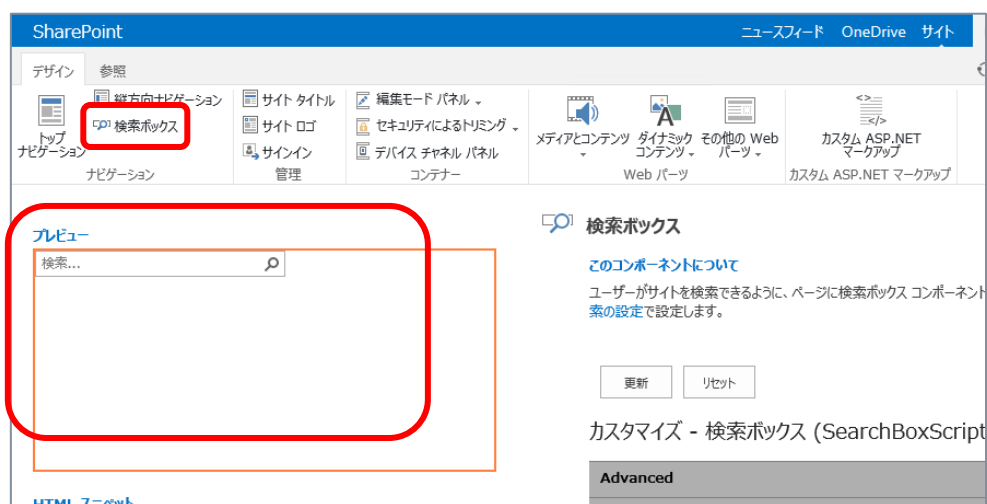 SharePoint
ニュースフィード OneDrive サイト
デザイン 参照
縦方向ナビゲーション
検索ボックス
トップ
ナビゲーション
ナビゲーション
サイト タイトル
サイト ロゴ
サインイン
管理
編集モード パネル
セキュリティによるトリミング
デバイス チャネル パネル
コンテナー
メディアとコンテンツ
ダイナミック
コンテンツ
その他の Web
パーツ
Web パーツ
カスタム ASP.NET
マークアップ
カスタム ASP.NET マークアップ
プレビュー
検索...
検索ボックス
このコンポーネントについて
ユーザーがサイトを検索できるように、ページに検索ボックス コンポーネント
索の設定で設定します。
更新 リセット
カスタマイズ - 検索ボックス (SearchBoxScript
Advanced
HTML スニペット